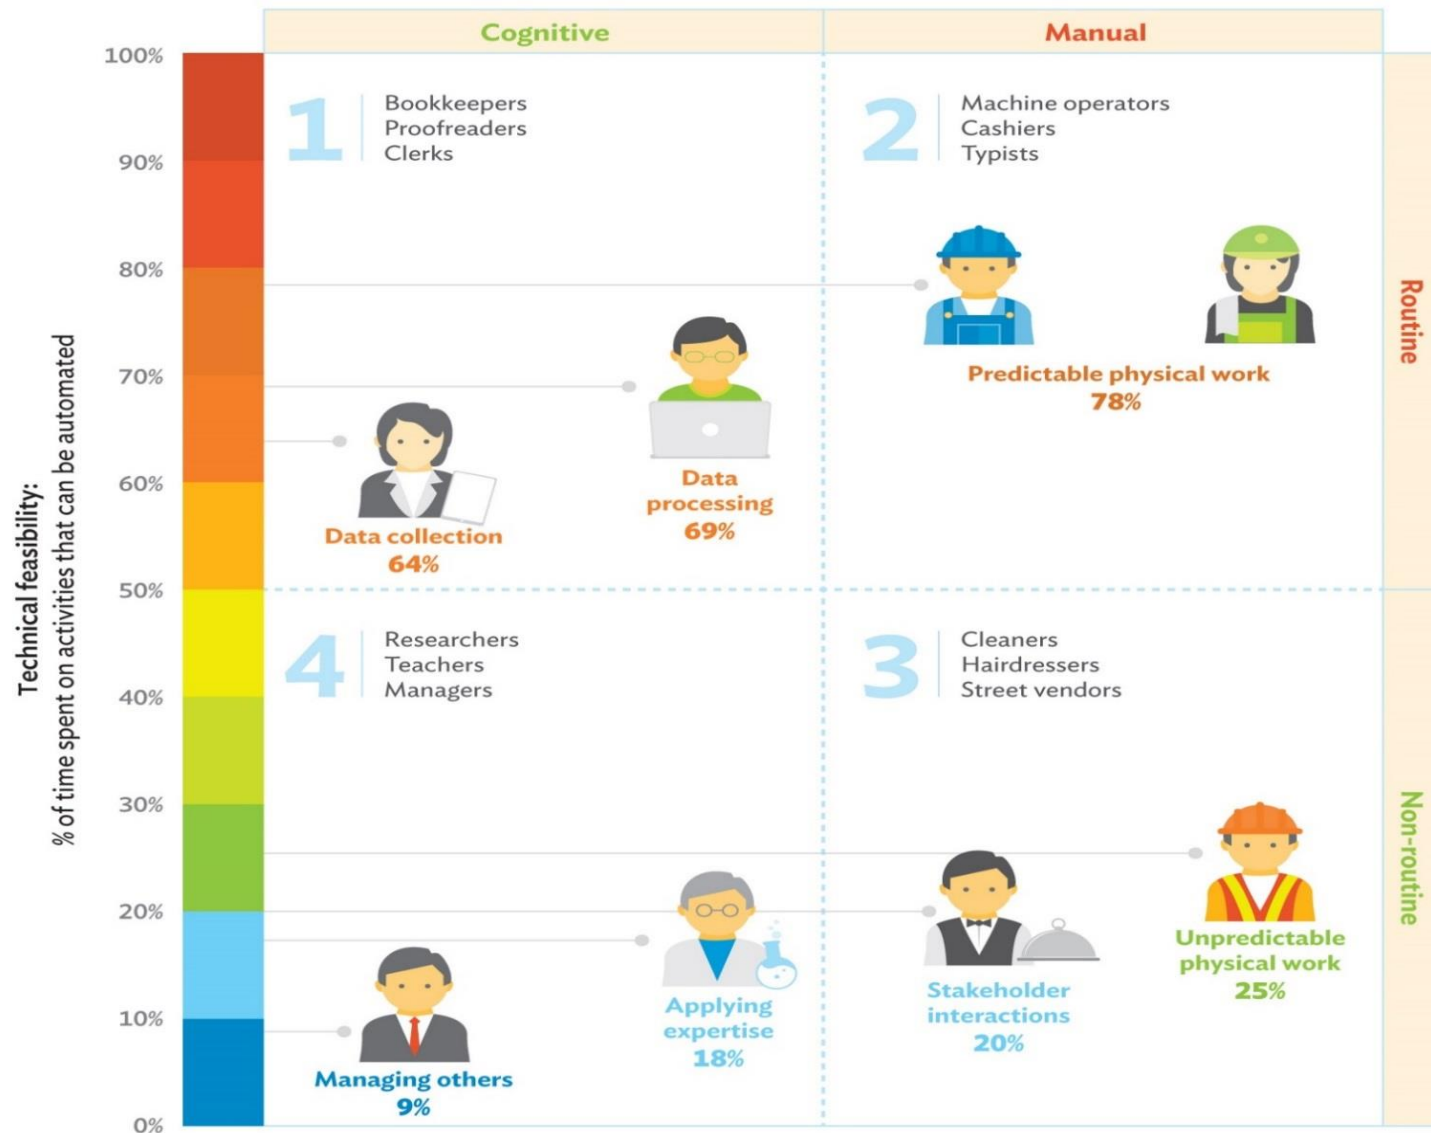 Cognitive
Manual
Technical feasibility:
% of time spent on activities that can be automated
100%
90%
80%
70%
60%
50%
40%
30%
20%
10%
0%
1
Bookkeepers
Proofreaders
Clerks
2
Machine operators
Cashiers
Typists
Routine
Predictable physical work
78%
Data
processing
69%
Data collection
64%
4
Researchers
Teachers
Managers
3
Cleaners
Hairdressers
Street vendors
Non-routine
Unpredictable
physical work
25%
Stakeholder
interactions
20%
Applying
expertise
18%
Managing others
9%